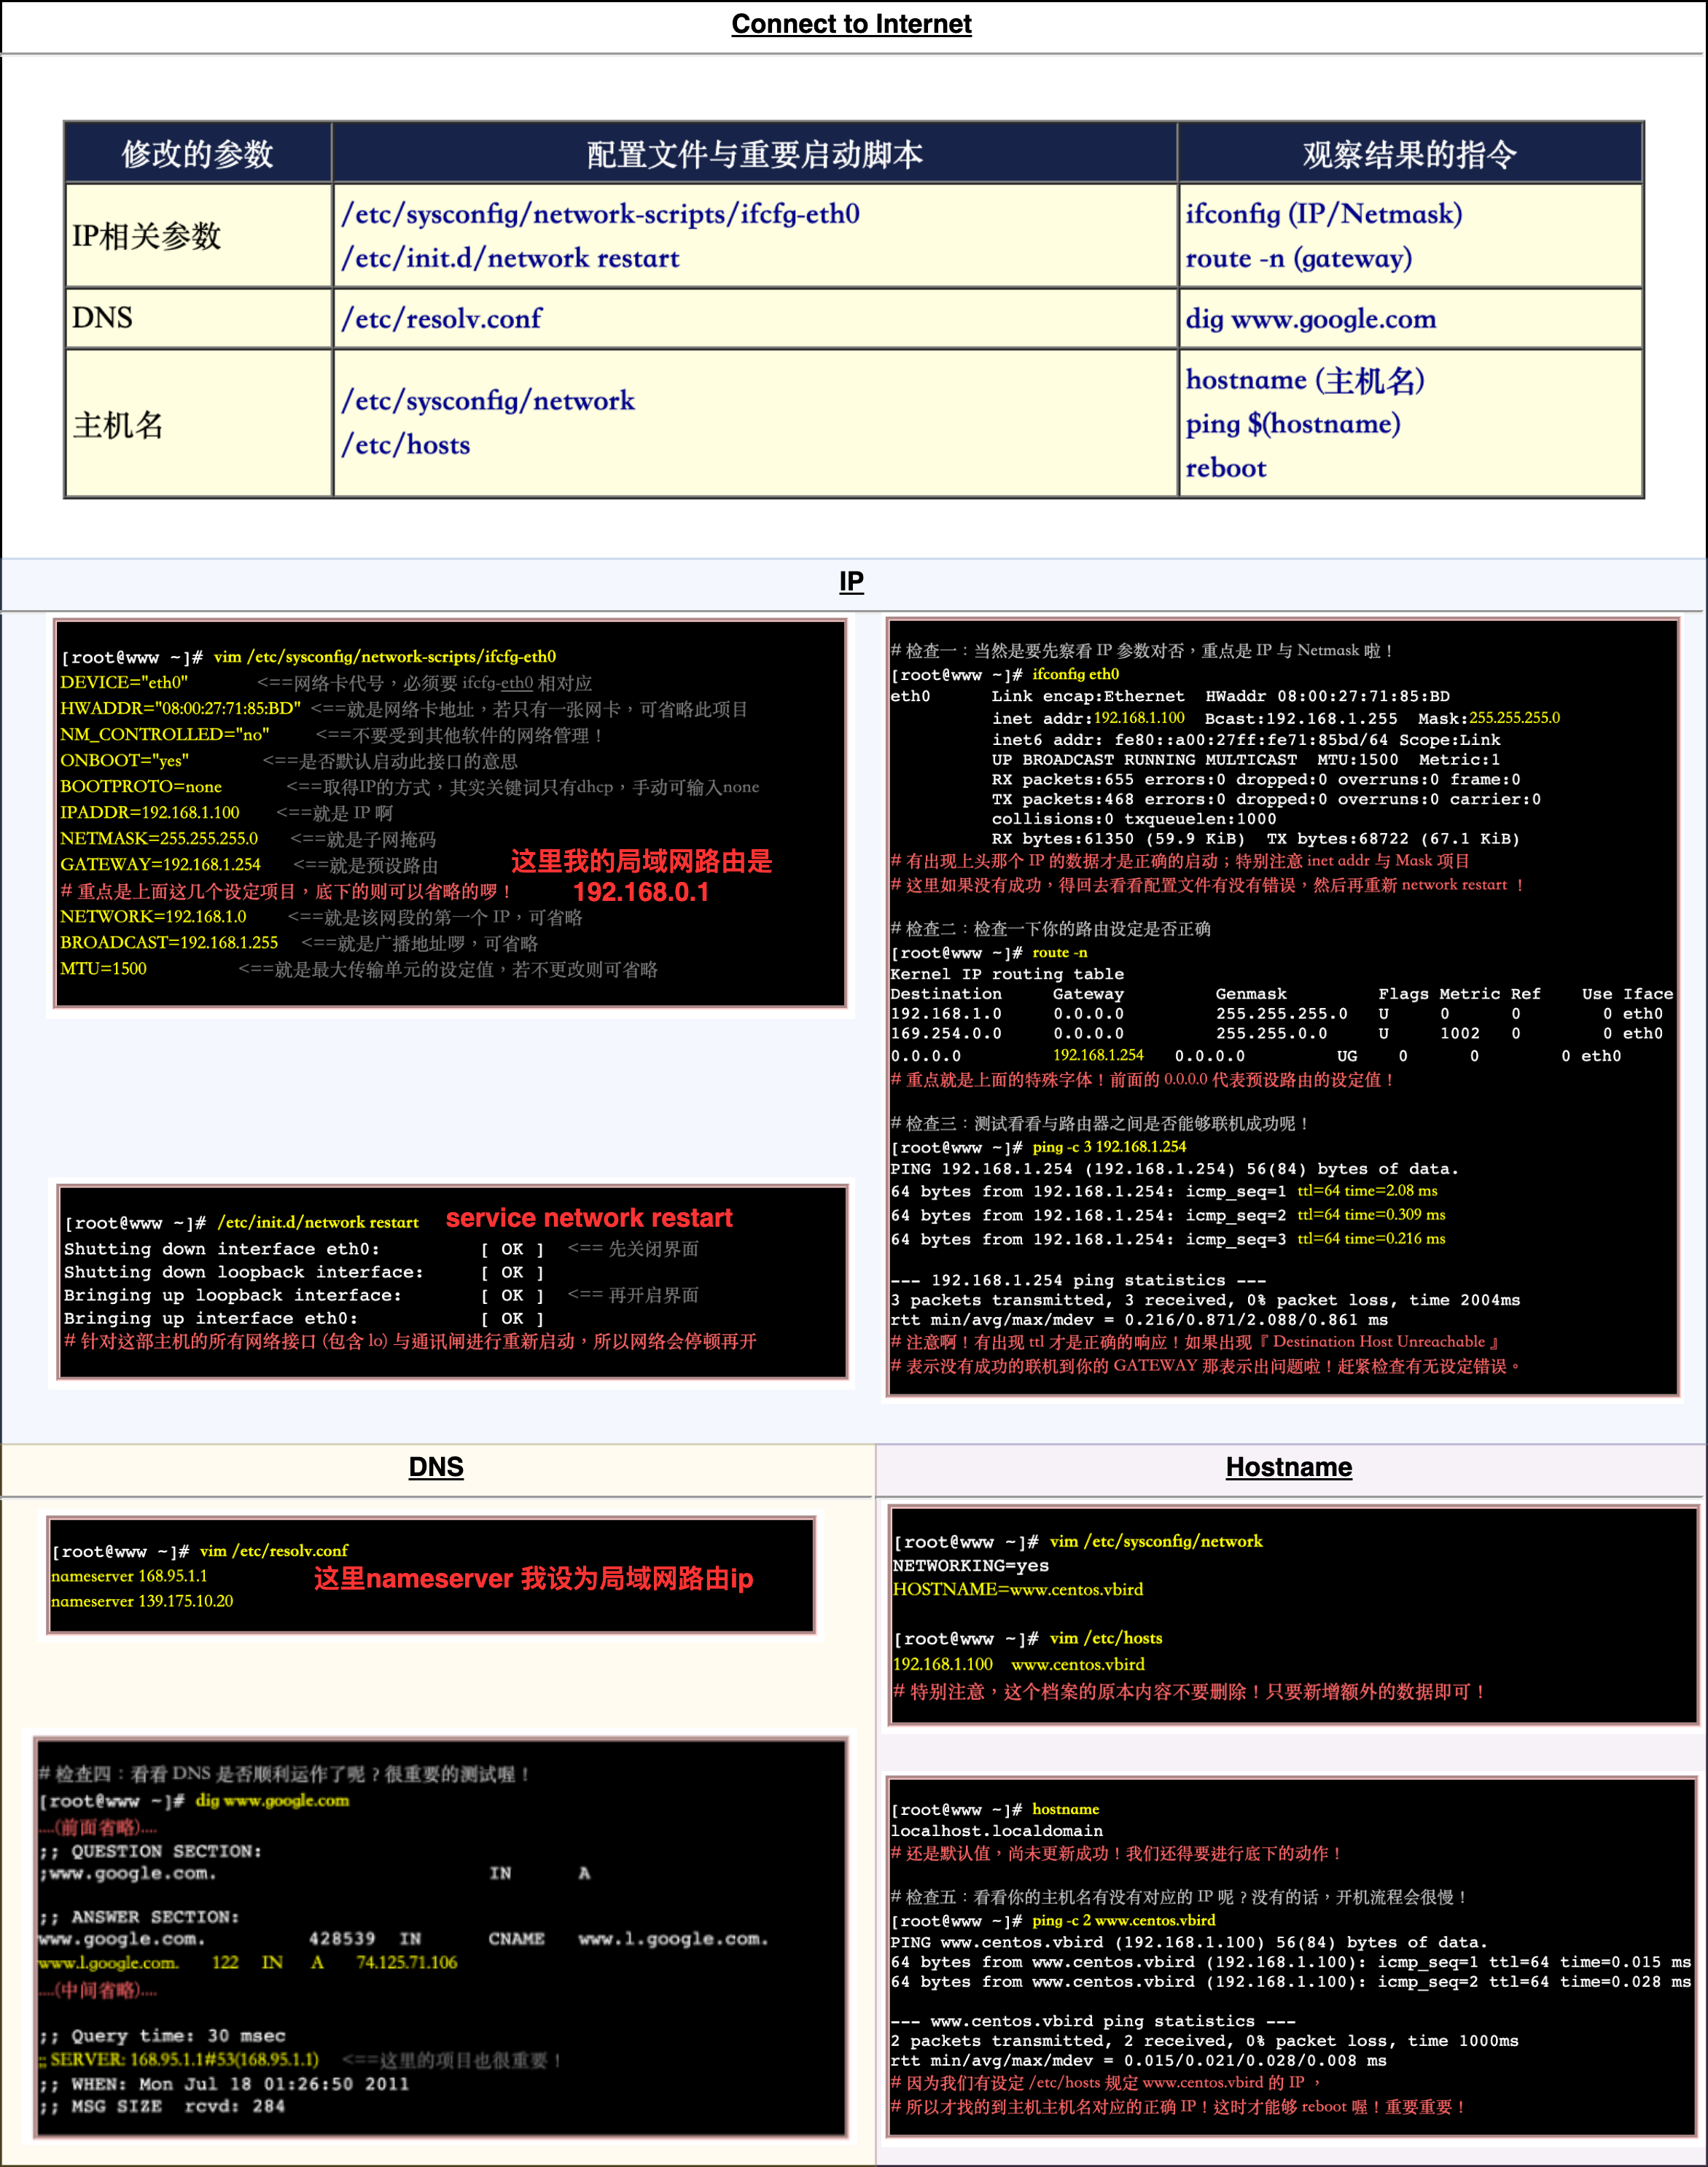 Connect to Internet
修改的参数 配置文件与重要启动脚本 观察结果的指令
IP相关参数
/etc/sysconfig/network-scripts/ifcfg-eth0
/etc/init.d/network restart
ifconfig (IP/Netmask)
route -n (gateway)
DNS
/etc/resolv.conf
dig www.google.com
主机名
/etc/sysconfig/network
/etc/hosts
hostname (主机名)
ping $(hostname)
reboot
IP
[root@www ~]# vim /etc/sysconfig/network-scripts/ifcfg-eth0
DEVICE="eth0" <==网络卡代号，必须要 ifcfg-eth0 相对应
HWADDR="08:00:27:71:85:BD" <==就是网络卡地址，若只有一张网卡，可省略此项目
NM_CONTROLLED="no" <==不要受到其他软件的网络管理！
ONBOOT="yes" <==是否默认启动此接口的意思
BOOTPROTO=none <==取得IP的方式，其实关键词只有dhcp，手动可输入none
IPADDR=192.168.1.100 <==就是 IP 啊
NETMASK=255.255.255.0 <==就是子网掩码
GATEWAY=192.168.1.254 <==就是预设路由
这里我的局域网路由是
192.168.0.1
# 重点是上面这几个设定项目，底下的则可以省略的啰！
NETWORK=192.168.1.0 <==就是该网段的第一个 IP，可省略
BROADCAST=192.168.1.255 <==就是广播地址啰，可省略
MTU=1500 <==就是最大传输单元的设定值，若不更改则可省略
[root@www ~]# /etc/init.d/network restart
service network restart
Shutting down interface eth0: [ OK ] <== 先关闭界面
Shutting down loopback interface: [ OK ]
Bringing up loopback interface: [ OK ] <== 再开启界面
Bringing up interface eth0: [ OK ]
# 针对这部主机的所有网络接口 (包含 lo) 与通讯闸进行重新启动，所以网络会停顿再开
# 检查一：当然是要先察看 IP 参数对否，重点是 IP 与 Netmask 啦！
[root@www ~]# ifconfig eth0
eth0 Link encap:Ethernet HWaddr 08:00:27:71:85:BD
inet addr:192.168.1.100 Bcast:192.168.1.255 Mask:255.255.255.0
inet6 addr: fe80::a00:27ff:fe71:85bd/64 Scope:Link
UP BROADCAST RUNNING MULTICAST MTU:1500 Metric:1
RX packets:655 errors:0 dropped:0 overruns:0 frame:0
TX packets:468 errors:0 dropped:0 overruns:0 carrier:0
collisions:0 txqueuelen:1000
RX bytes:61350 (59.9 KiB) TX bytes:68722 (67.1 KiB)
# 有出现上头那个 IP 的数据才是正确的启动；特别注意 inet addr 与 Mask 项目
# 这里如果没有成功，得回去看看配置文件有没有错误，然后再重新 network restart ！
# 检查二：检查一下你的路由设定是否正确
[root@www ~]# route -n
Kernel IP routing table
Destination Gateway Genmask Flags Metric Ref Use Iface
192.168.1.0 0.0.0.0 255.255.255.0 U 0 0 0 eth0
169.254.0.0 0.0.0.0 255.255.0.0 U 1002 0 0 eth0
0.0.0.0 192.168.1.254 0.0.0.0 UG 0 0 0 eth0
# 重点就是上面的特殊字体！前面的 0.0.0.0 代表预设路由的设定值！
# 检查三：测试看看与路由器之间是否能够联机成功呢！
[root@www ~]# ping -c 3 192.168.1.254
PING 192.168.1.254 (192.168.1.254) 56(84) bytes of data.
64 bytes from 192.168.1.254: icmp_seq=1 ttl=64 time=2.08 ms
64 bytes from 192.168.1.254: icmp_seq=2 ttl=64 time=0.309 ms
64 bytes from 192.168.1.254: icmp_seq=3 ttl=64 time=0.216 ms
--- 192.168.1.254 ping statistics ---
3 packets transmitted, 3 received, 0% packet loss, time 2004ms
rtt min/avg/max/mdev = 0.216/0.871/2.088/0.861 ms
# 注意啊！有出现 ttl 才是正确的响应！如果出现『 Destination Host Unreachable 』
# 表示没有成功的联机到你的 GATEWAY 那表示出问题啦！赶紧检查有无设定错误。
DNS
[root@www ~]# vim /etc/resolv.conf
nameserver 168.95.1.1
nameserver 139.175.10.20
这里nameserver 我设为局域网路由ip
# 检查四：看看 DNS 是否顺利运作了呢？很重要的测试喔！
[root@www ~]# dig www.google.com
....(前面省略)....
;; QUESTION SECTION:
;www.google.com. IN A
;; ANSWER SECTION:
www.google.com. 428539 IN CNAME www.l.google.com.
www.l.google.com. 122 IN A 74.125.71.106
....(中间省略)....
;; Query time: 30 msec
;; SERVER: 168.95.1.1#53(168.95.1.1) <==这里的项目也很重要！
;; WHEN: Mon Jul 18 01:26:50 2011
;; MSG SIZE rcvd: 284
Hostname
[root@www ~]# vim /etc/sysconfig/network
NETWORKING=yes
HOSTNAME=www.centos.vbird
[root@www ~]# vim /etc/hosts
192.168.1.100 www.centos.vbird
# 特别注意，这个档案的原本内容不要删除！只要新增额外的数据即可！
[root@www ~]# hostname
localhost.localdomain
# 还是默认值，尚未更新成功！我们还得要进行底下的动作！
# 检查五：看看你的主机名有没有对应的 IP 呢？没有的话，开机流程会很慢！
[root@www ~]# ping -c 2 www.centos.vbird
PING www.centos.vbird (192.168.1.100) 56(84) bytes of data.
64 bytes from www.centos.vbird (192.168.1.100): icmp_seq=1 ttl=64 time=0.015 ms
64 bytes from www.centos.vbird (192.168.1.100): icmp_seq=2 ttl=64 time=0.028 ms
--- www.centos.vbird ping statistics ---
2 packets transmitted, 2 received, 0% packet loss, time 1000ms
rtt min/avg/max/mdev = 0.015/0.021/0.028/0.008 ms
# 因为我们有设定 /etc/hosts 规定 www.centos.vbird 的 IP ，
# 所以才找的到主机主机名对应的正确 IP！这时才能够 reboot 喔！重要重要！